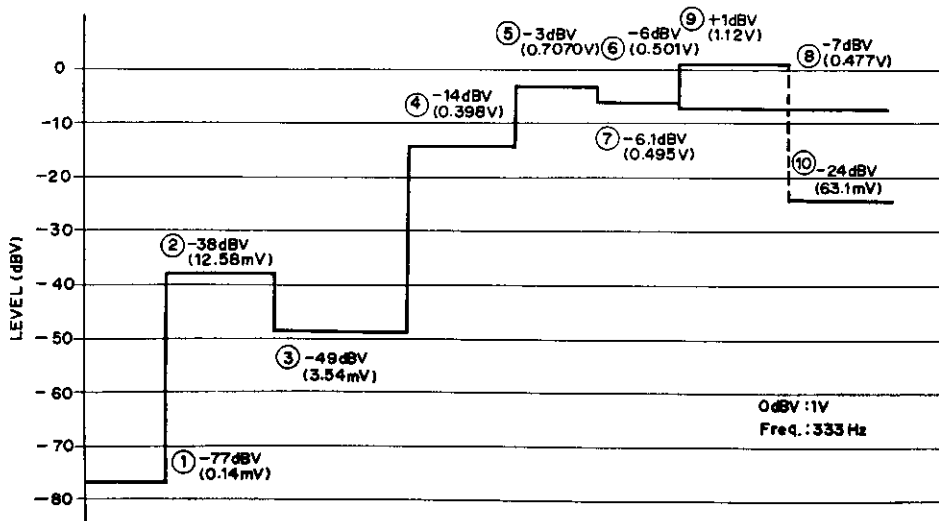 ⑤ -3dBV
(0.7070V)
⑥ -6dBV
(0.501V)
⑨ +1dBV
(1.12V)
⑧ -7dBV
(0.477V)
④ -14dBV
(0.398V)
⑦ -6.1dBV
(0.495V)
⑩ -24dBV
(63.1mV)
② -38dBV
(12.58mV)
③ -49dBV
(3.54mV)
① -77dBV
(0.14mV)
0dBV : 1V
Freq. : 333 Hz
LEVEL (dBV)
0
-10
-20
-30
-40
-50
-60
-70
-80